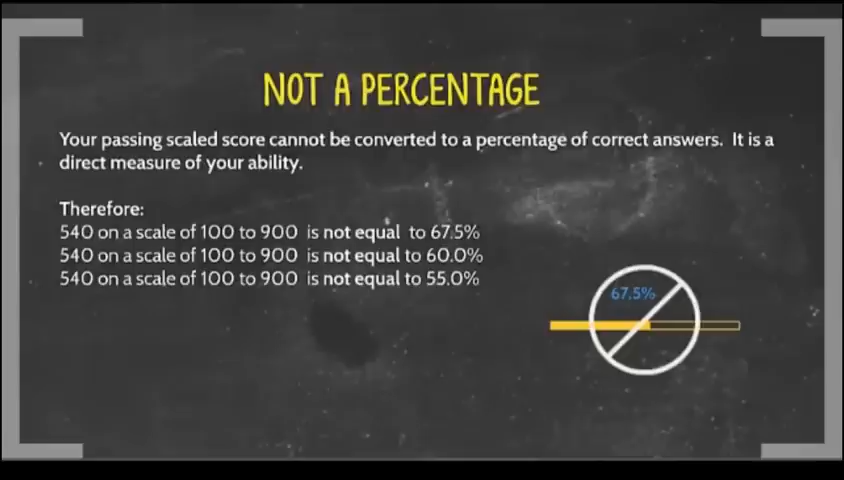 NOT A PERCENTAGE
Your passing scaled score cannot be converted to a percentage of correct answers. It is a
direct measure of your ability.
Therefore:
540 on a scale of 100 to 900 is not equal to 67.5%
540 on a scale of 100 to 900 is not equal to 60.0%
540 on a scale of 100 to 900 is not equal to 55.0%
67.5%